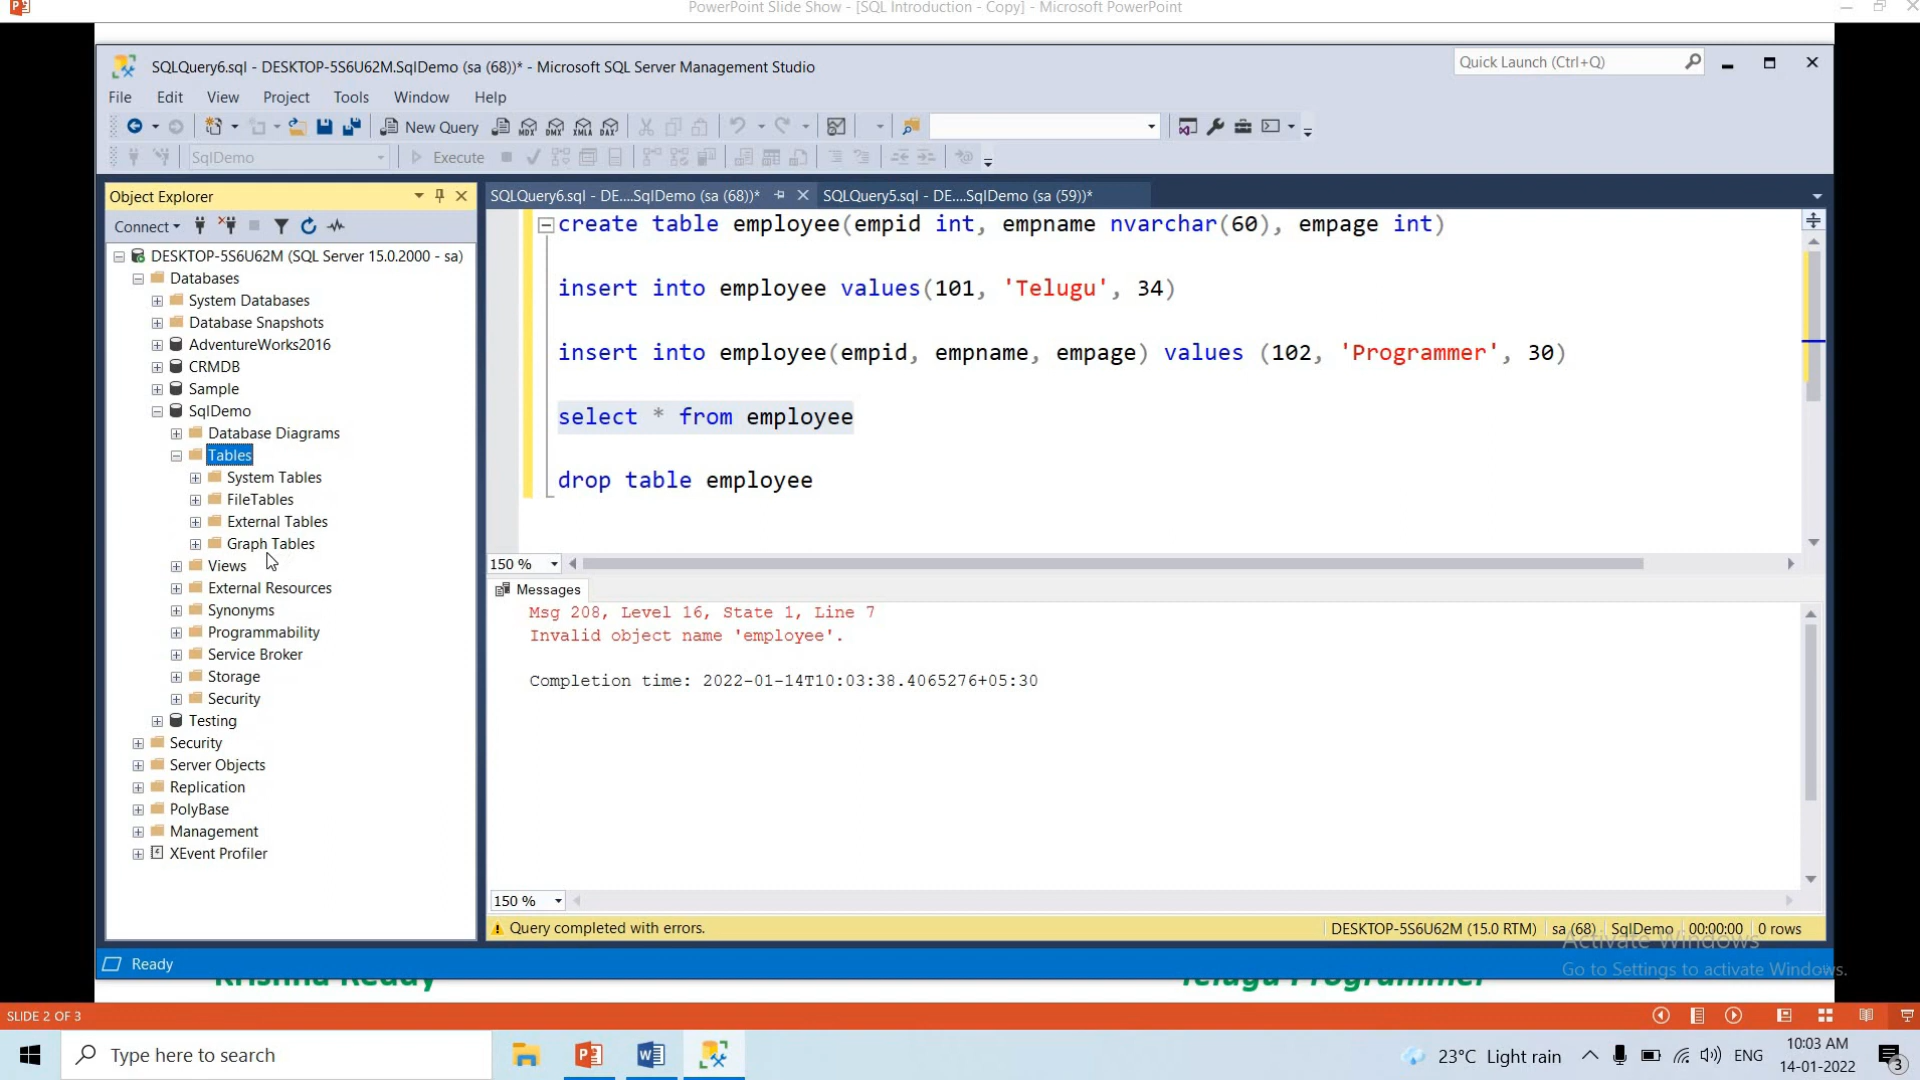 PowerPoint Slide Show - [SQL Introduction - Copy] - Microsoft PowerPoint
SQLQuery6.sql - DESKTOP-5S6U62M.SqlDemo (sa (68))* - Microsoft SQL Server Management Studio
Quick Launch (Ctrl+Q)
File Edit View Project Tools Window Help
New Query
MDX DMX XMLA DAX
SqlDemo
Execute
Object Explorer
SQLQuery6.sql - DE....SqlDemo (sa (68))*
SQLQuery5.sql - DE....SqlDemo (sa (59))*
Connect
DESKTOP-5S6U62M (SQL Server 15.0.2000 - sa)
Databases
System Databases
Database Snapshots
AdventureWorks2016
CRMDB
Sample
SqlDemo
Database Diagrams
Tables
System Tables
FileTables
External Tables
Graph Tables
Views
External Resources
Synonyms
Programmability
Service Broker
Storage
Security
Testing
Security
Server Objects
Replication
PolyBase
Management
XEvent Profiler
create table employee(empid int, empname nvarchar(60), empage int)
insert into employee values(101, 'Telugu', 34)
insert into employee(empid, empname, empage) values (102, 'Programmer', 30)
select * from employee
drop table employee
150 %
Messages
Msg 208, Level 16, State 1, Line 7
Invalid object name 'employee'.
Completion time: 2022-01-14T10:03:38.4065276+05:30
150 %
Query completed with errors.
DESKTOP-5S6U62M (15.0 RTM) sa (68) SqlDemo 00:00:00 0 rows
Activate Windows
Go to Settings to activate Windows.
Ready
Krishna Reddy
Telugu Programmer
SLIDE 2 OF 3
Type here to search
23°C Light rain
ENG
10:03 AM
14-01-2022
3